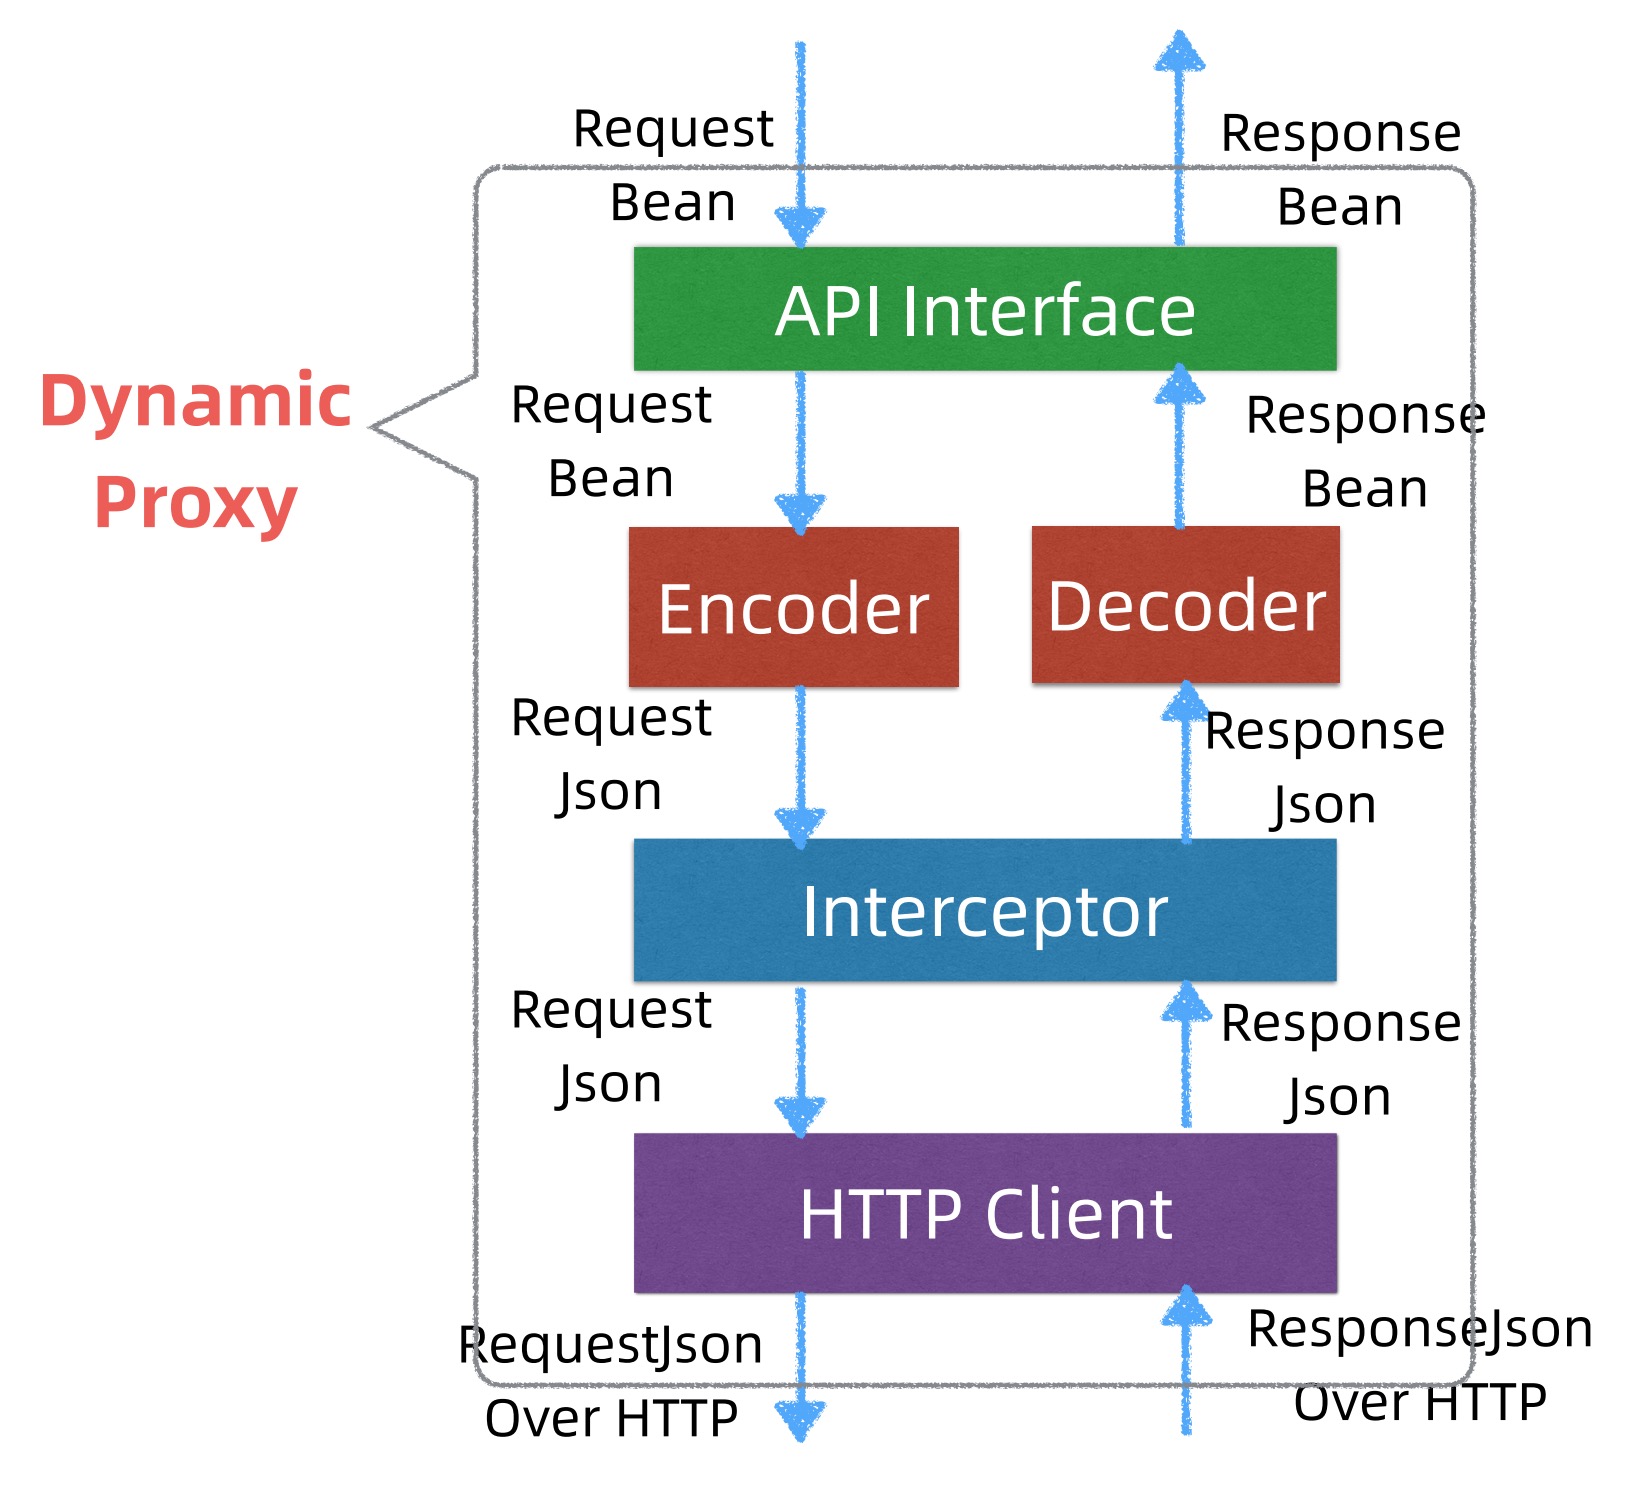 Request
Bean
Response
Bean
API Interface
Dynamic
Proxy
Request
Bean
Response
Bean
Encoder
Decoder
Request
Json
Response
Json
Interceptor
Request
Json
Response
Json
HTTP Client
RequestJson
Over HTTP
ResponseJson
Over HTTP